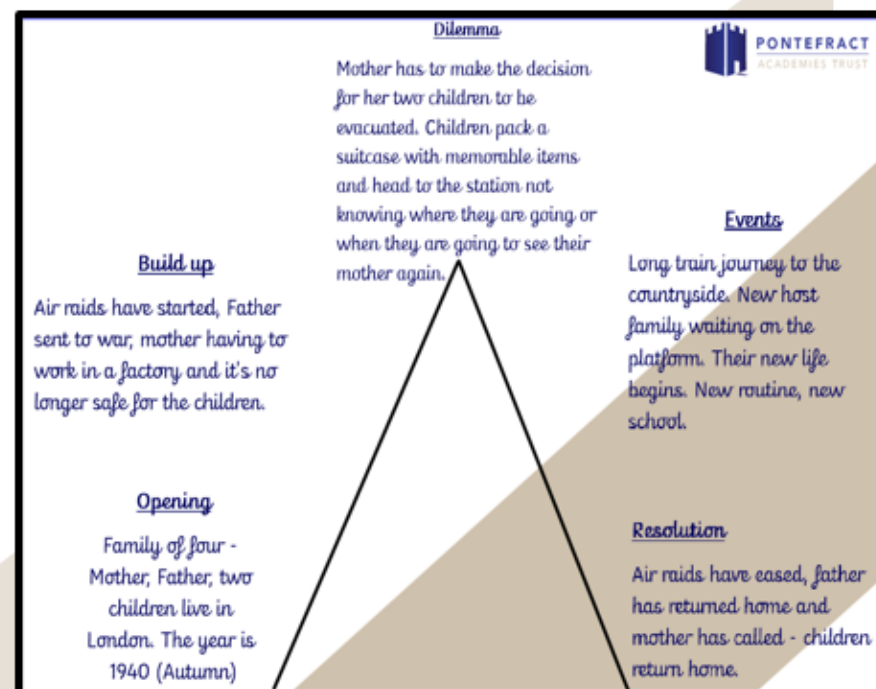 Dilemma
Mother has to make the decision
for her two children to be
evacuated. Children pack a
suitcase with memorable items
and head to the station not
knowing where they are going or
when they are going to see their
mother again.
PONTEFRACT
ACADEMIES TRUST
Build up
Air raids have started, Father
sent to war, mother having to
work in a factory and it's no
longer safe for the children.
Events
Long train journey to the
countryside. New host
family waiting on the
platform. Their new life
begins. New routine, new
school.
Opening
Family of four -
Mother, Father, two
children live in
London. The year is
1940 (Autumn)
Resolution
Air raids have eased, father
has returned home and
mother has called - children
return home.